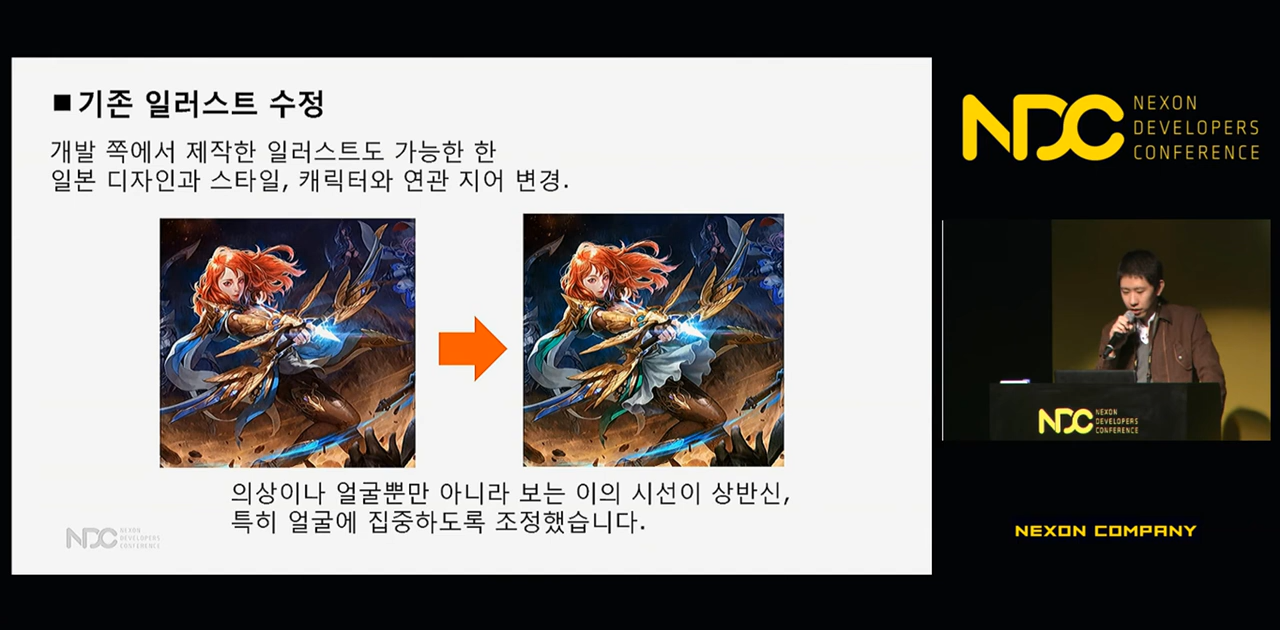 ■기존 일러스트 수정
개발 쪽에서 제작한 일러스트도 가능한 한
일본 디자인과 스타일, 캐릭터와 연관 지어 변경.
의상이나 얼굴뿐만 아니라 보는 이의 시선이 상반신,
특히 얼굴에 집중하도록 조정했습니다.
NDC NEXON
DEVELOPERS
CONFERENCE
NDC NEXON
DEVELOPERS
CONFERENCE
NDC NEXON
DEVELOPERS
CONFERENCE
NEXON COMPANY